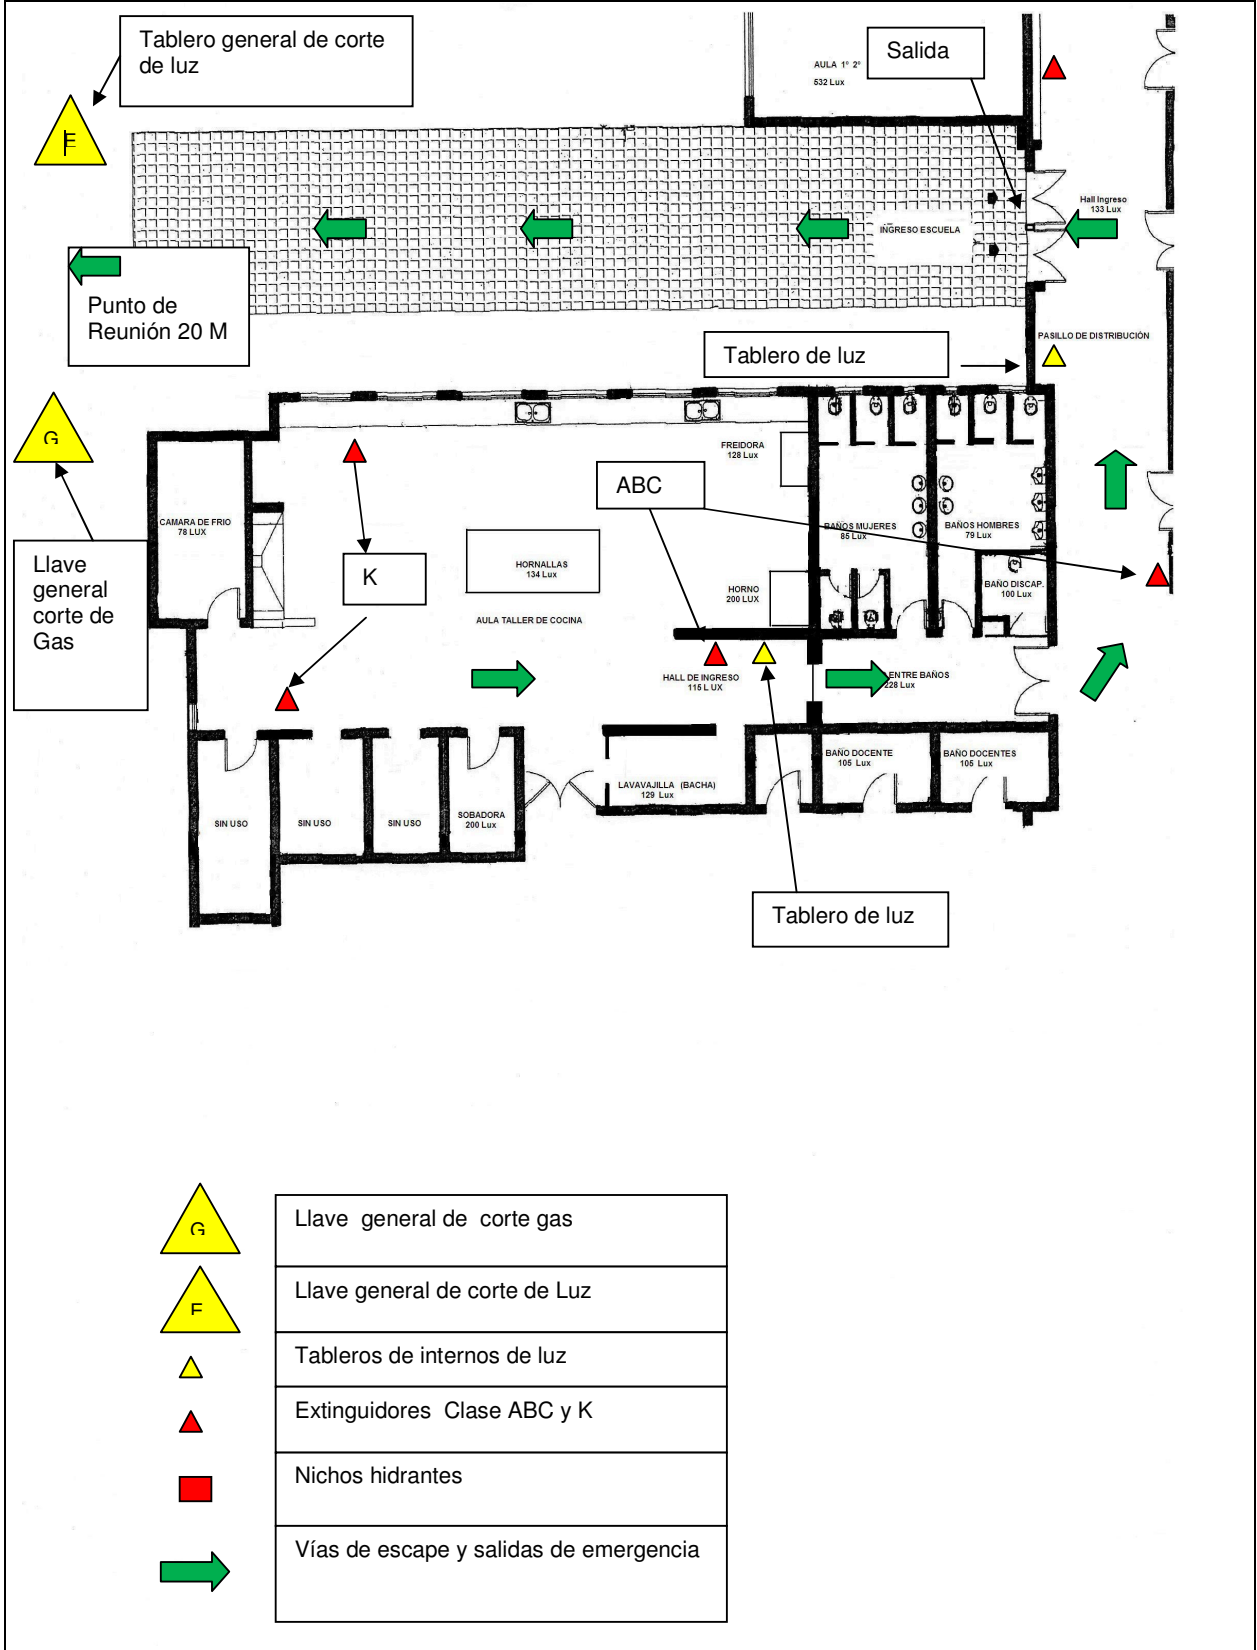 Tablero general de corte
de luz
E
AULA 1º 2º
532 Lux
Salida
Hall Ingreso
133 Lux
INGRESO ESCUELA
Punto de
Reunión 20 M
PASILLO DE DISTRIBUCIÓN
Tablero de luz
G
FREIDORA
128 Lux
ABC
CAMARA DE FRIO
78 LUX
BAÑOS MUJERES
85 Lux
BAÑOS HOMBRES
79 Lux
Llave
general
corte de
Gas
K
HORNALLAS
134 Lux
HORNO
200 LUX
BAÑO DISCAP.
100 Lux
AULA TALLER DE COCINA
HALL DE INGRESO
115 L UX
ENTRE BAÑOS
228 Lux
BAÑO DOCENTE
105 Lux
BAÑO DOCENTES
105 Lux
LAVAVAJILLA (BACHA)
129 Lux
SIN USO
SIN USO
SIN USO
SOBADORA
200 Lux
Tablero de luz
G
Llave general de corte gas
E
Llave general de corte de Luz
Tableros de internos de luz
Extinguidores Clase ABC y K
Nichos hidrantes
Vías de escape y salidas de emergencia